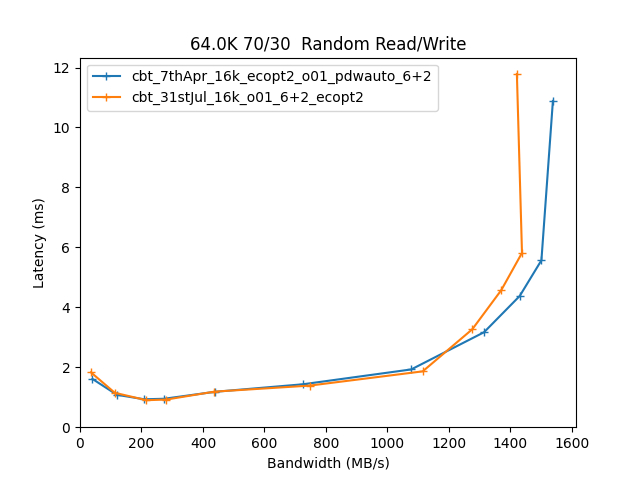 64.0K 70/30  Random Read/Write
cbt_7thApr_16k_ecopt2_o01_pdwauto_6+2
cbt_31stJul_16k_o01_6+2_ecopt2
Latency (ms)
12
10
8
6
4
2
0
0 200 400 600 800 1000 1200 1400 1600
Bandwidth (MB/s)